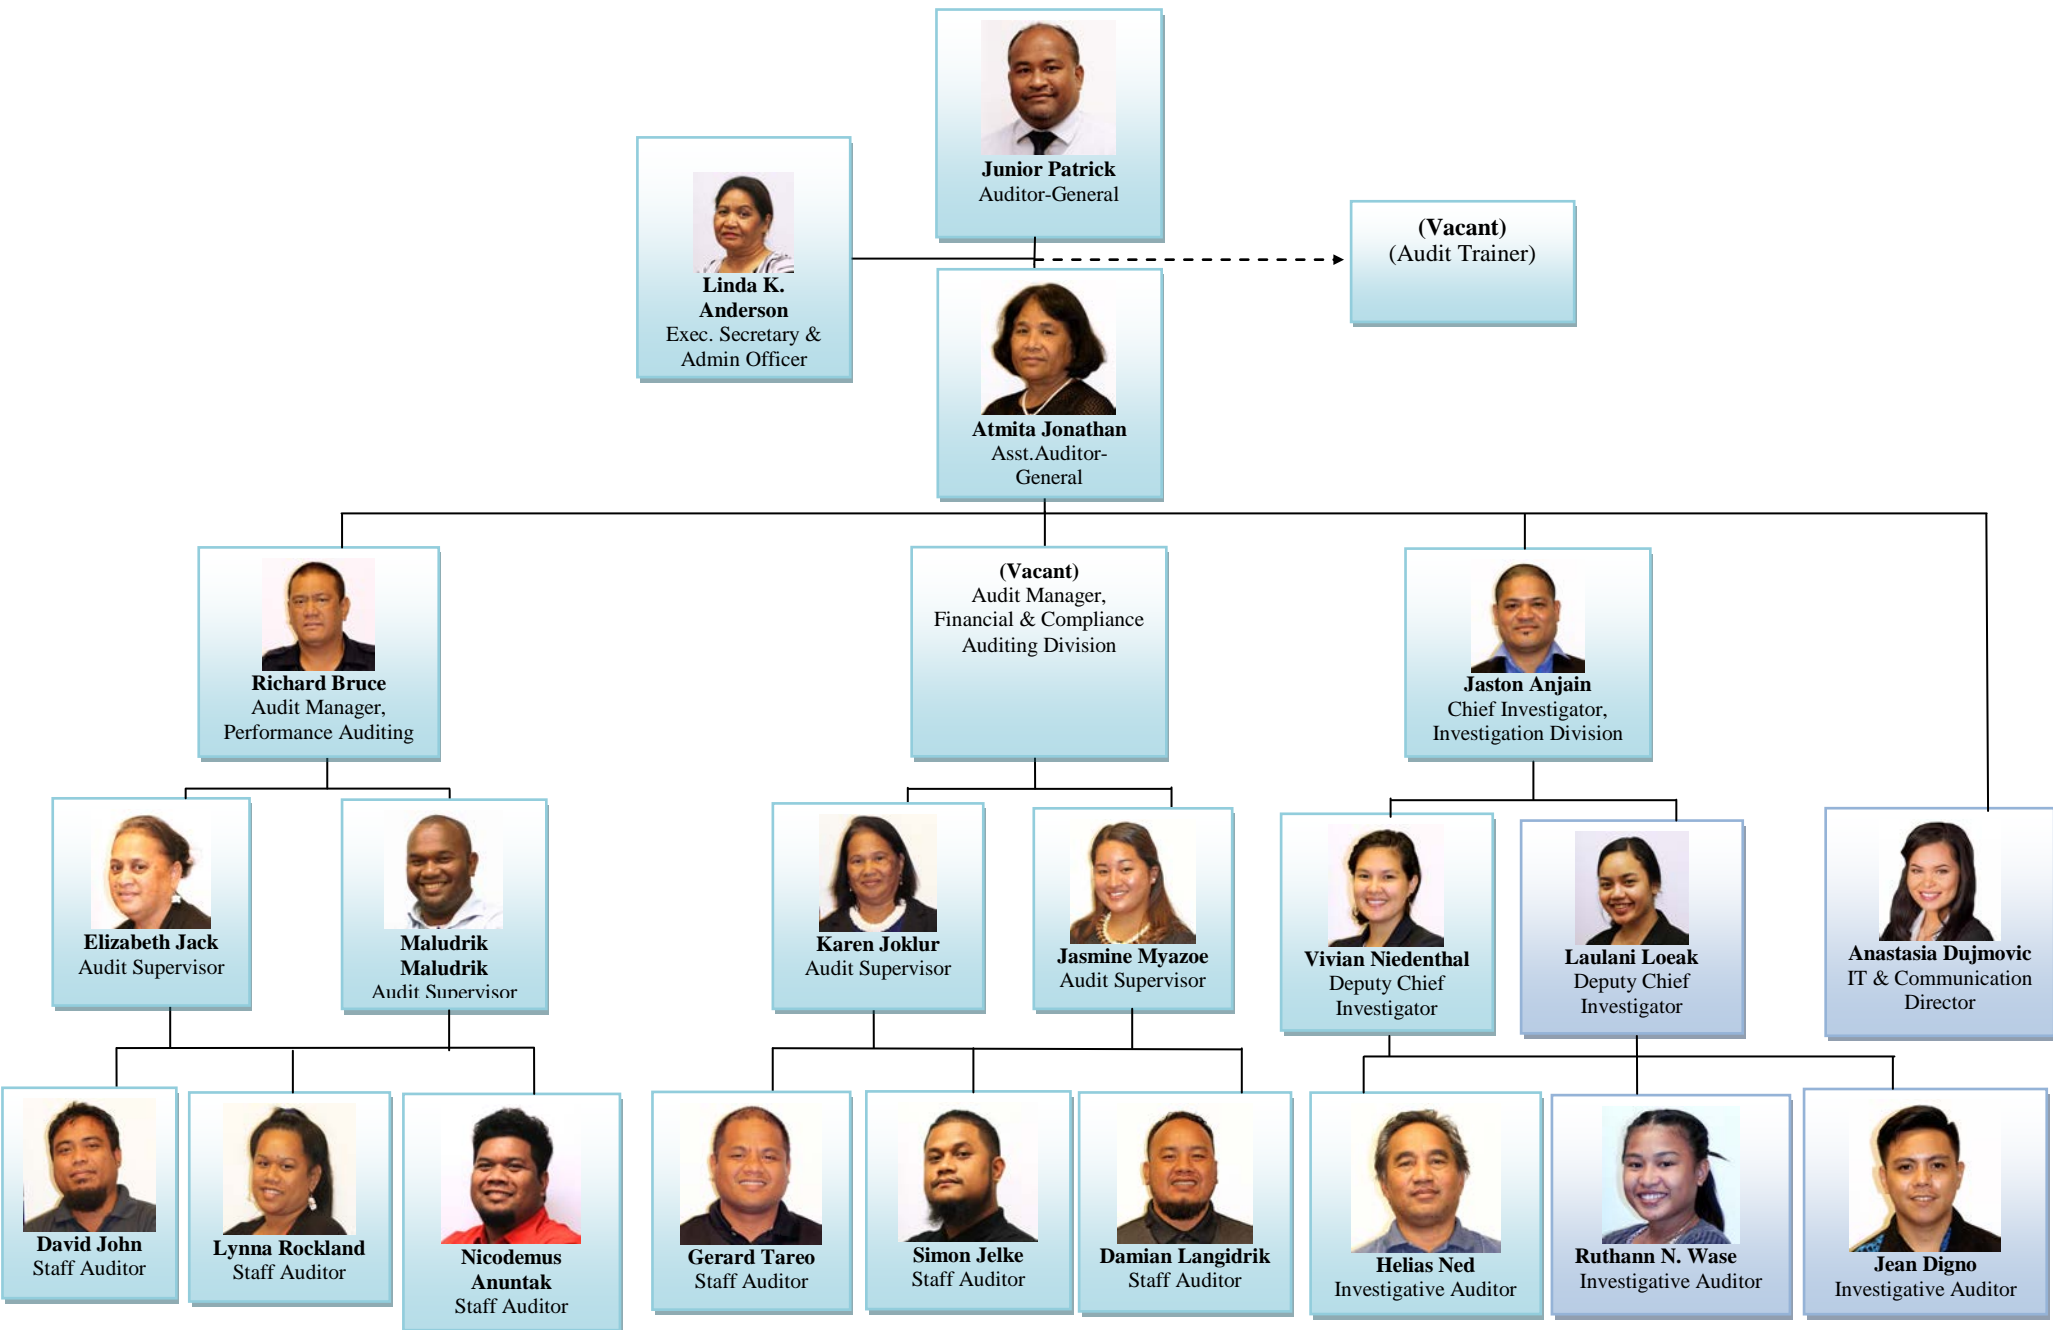 Junior Patrick
Auditor-General
Linda K.
Anderson
Exec. Secretary &
Admin Officer
(Vacant)
(Audit Trainer)
Atmita Jonathan
Asst.Auditor-
General
Richard Bruce
Audit Manager,
Performance Auditing
(Vacant)
Audit Manager,
Financial & Compliance
Auditing Division
Jaston Anjain
Chief Investigator,
Investigation Division
Elizabeth Jack
Audit Supervisor
Maludrik
Maludrik
Audit Supervisor
Karen Joklur
Audit Supervisor
Jasmine Myazoe
Audit Supervisor
Vivian Niedenthal
Deputy Chief
Investigator
Laulani Loeak
Deputy Chief
Investigator
Anastasia Dujmovic
IT & Communication
Director
David John
Staff Auditor
Lynna Rockland
Staff Auditor
Nicodemus
Anuntak
Staff Auditor
Gerard Tareo
Staff Auditor
Simon Jelke
Staff Auditor
Damian Langidrik
Staff Auditor
Helias Ned
Investigative Auditor
Ruthann N. Wase
Investigative Auditor
Jean Digno
Investigative Auditor